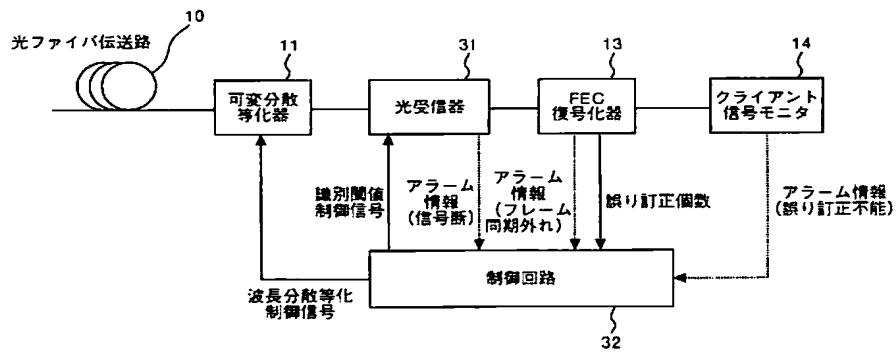 10
光ファイバ伝送路
11
31
13
14
可変分散
等化器
光受信器
FEC
復号化器
クライアント
信号モニタ
識別閾値
制御信号
アラーム
情報
(信号断)
アラーム
情報
(フレーム
同期外れ)
誤り訂正個数
アラーム情報
(誤り訂正不能)
制御回路
波長分散等化
制御信号
32